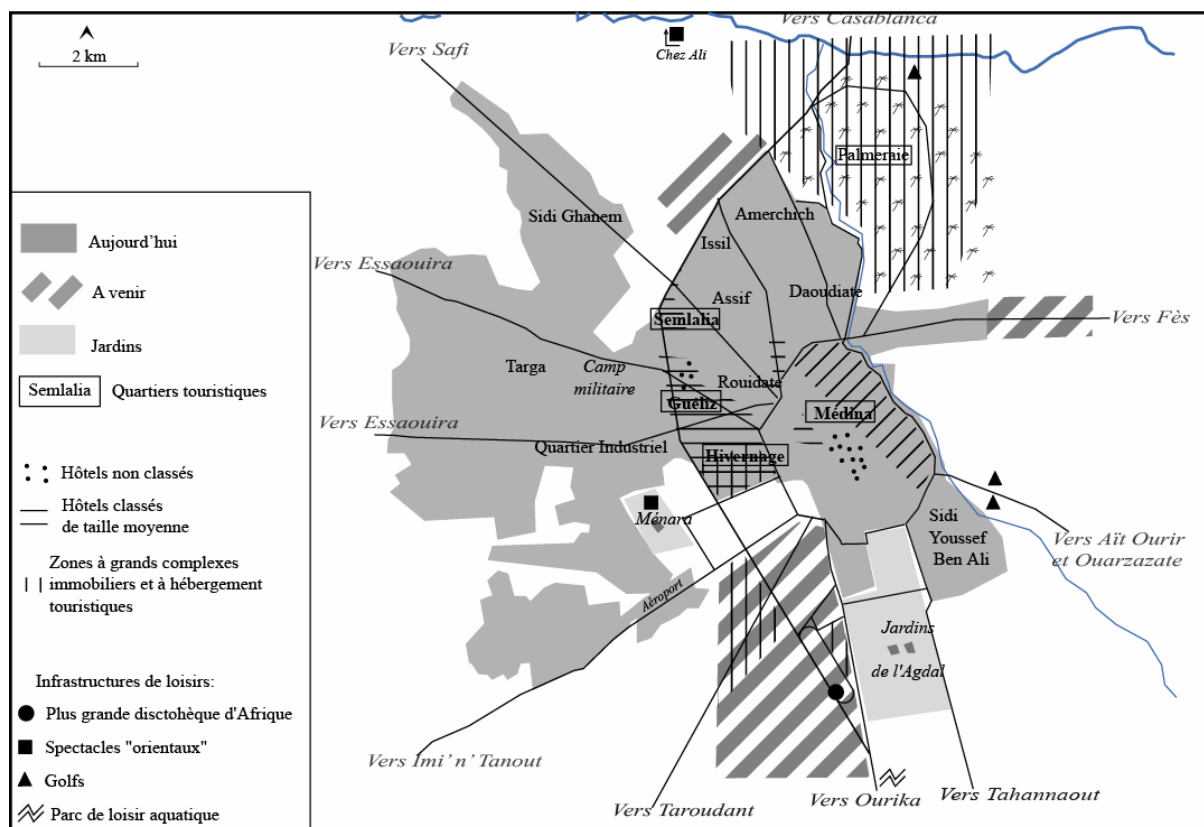 Vers Casablanca
2 km
Chez Ali
Vers Safi
Palmeraie
Sidi Ghanem
Amerchich
Issil
Vers Essaouira
Assif
Daoudiate
Semlalia
Vers Fès
Targa
Camp
militaire
Rouidate
Guéliz
Médina
Vers Essaouira
Quartier Industriel
Hivernage
Ménara
Sidi
Youssef
Ben Ali
Vers Aït Ourir
et Ouarzazate
Aéroport
Jardins
de l'Agdal
Vers Imi' n' Tanout
Vers Taroudant
Vers Ourika
Vers Tahannaout
Aujourd'hui
A venir
Jardins
Semlalia Quartiers touristiques
Hôtels non classés
Hôtels classés
de taille moyenne
Zones à grands complexes
immobiliers et à hébergement
touristiques
Infrastructures de loisirs:
Plus grande disctohèque d'Afrique
Spectacles "orientaux"
Golfs
Parc de loisir aquatique